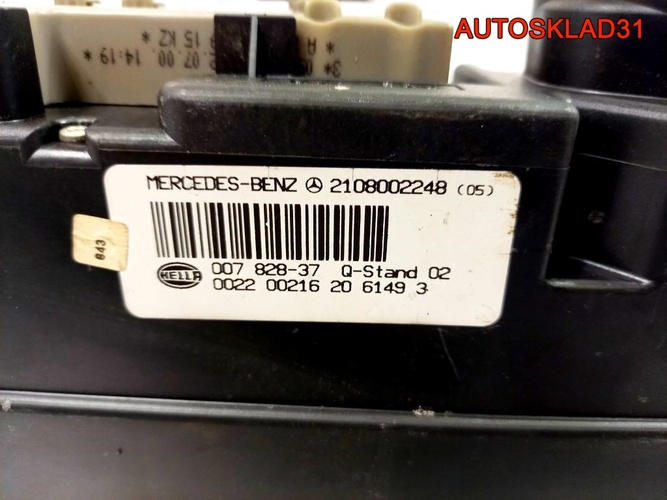 AUTOSKLAD31
07 00 14:19*
15 KZ *
MERCEDES-BENZ 2108002248 (05)
007 828-37 Q-Stand 02
HELLA
0022 00216 20 6149 3
643